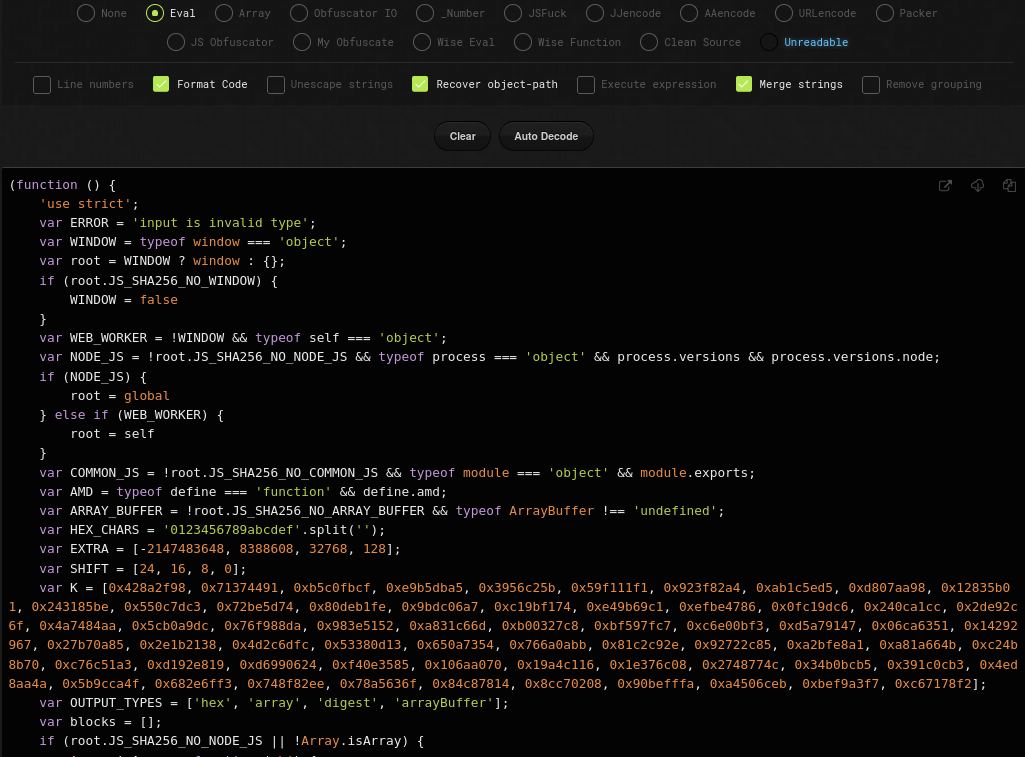 None Eval Array Obfuscator IO _Number JSFuck JJencode AAencode URLencode Packer
JS Obfuscator My Obfuscate Wise Eval Wise Function Clean Source Unreadable
Line numbers Format Code Unescape strings Recover object-path Execute expression Merge strings Remove grouping
Clear Auto Decode
(function () {
    'use strict';
    var ERROR = 'input is invalid type';
    var WINDOW = typeof window === 'object';
    var root = WINDOW ? window : {};
    if (root.JS_SHA256_NO_WINDOW) {
        WINDOW = false
    }
    var WEB_WORKER = !WINDOW && typeof self === 'object';
    var NODE_JS = !root.JS_SHA256_NO_NODE_JS && typeof process === 'object' && process.versions && process.versions.node;
    if (NODE_JS) {
        root = global
    } else if (WEB_WORKER) {
        root = self
    }
    var COMMON_JS = !root.JS_SHA256_NO_COMMON_JS && typeof module === 'object' && module.exports;
    var AMD = typeof define === 'function' && define.amd;
    var ARRAY_BUFFER = !root.JS_SHA256_NO_ARRAY_BUFFER && typeof ArrayBuffer !== 'undefined';
    var HEX_CHARS = '0123456789abcdef'.split('');
    var EXTRA = [-2147483648, 8388608, 32768, 128];
    var SHIFT = [24, 16, 8, 0];
    var K = [0x428a2f98, 0x71374491, 0xb5c0fbcf, 0xe9b5dba5, 0x3956c25b, 0x59f111f1, 0x923f82a4, 0xab1c5ed5, 0xd807aa98, 0x12835b0
1, 0x243185be, 0x550c7dc3, 0x72be5d74, 0x80deb1fe, 0x9bdc06a7, 0xc19bf174, 0xe49b69c1, 0xefbe4786, 0x0fc19dc6, 0x240ca1cc, 0x2de92c
6f, 0x4a7484aa, 0x5cb0a9dc, 0x76f988da, 0x983e5152, 0xa831c66d, 0xb00327c8, 0xbf597fc7, 0xc6e00bf3, 0xd5a79147, 0x06ca6351, 0x14292
967, 0x27b70a85, 0x2e1b2138, 0x4d2c6dfc, 0x53380d13, 0x650a7354, 0x766a0abb, 0x81c2c92e, 0x92722c85, 0xa2bfe8a1, 0xa81a664b, 0xc24b
8b70, 0xc76c51a3, 0xd192e819, 0xd6990624, 0xf40e3585, 0x106aa070, 0x19a4c116, 0x1e376c08, 0x2748774c, 0x34b0bcb5, 0x391c0cb3, 0x4ed
8aa4a, 0x5b9cca4f, 0x682e6ff3, 0x748f82ee, 0x78a5636f, 0x84c87814, 0x8cc70208, 0x90befffa, 0xa4506ceb, 0xbef9a3f7, 0xc67178f2];
    var OUTPUT_TYPES = ['hex', 'array', 'digest', 'arrayBuffer'];
    var blocks = [];
    if (root.JS_SHA256_NO_NODE_JS || !Array.isArray) {